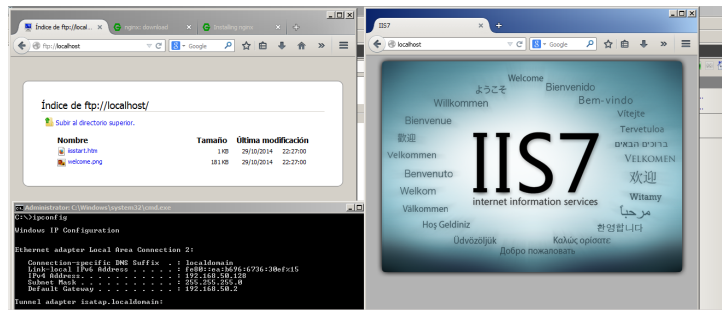 Índice de ftp://local...
nginx: download
Installing nginx
ftp://localhost
Google
Índice de ftp://localhost/
Subir al directorio superior.
Nombre Tamaño Última modificación
iisstart.htm 1 KB 29/10/2014 22:27:00
welcome.png 181 KB 29/10/2014 22:27:00
Administrator: C:\Windows\system32\cmd.exe
C:\>ipconfig
Windows IP Configuration
Ethernet adapter Local Area Connection 2:
Connection-specific DNS Suffix . : localdomain
Link-local IPv6 Address . . . . . : fe80::ea:b696:6736:30ef%15
IPv4 Address. . . . . . . . . . . : 192.168.50.128
Subnet Mask . . . . . . . . . . . : 255.255.255.0
Default Gateway . . . . . . . . . : 192.168.50.2
Tunnel adapter isatap.localdomain:
IIS7
localhost
Google
Welcome
ようこそ
Bienvenido
Willkommen
Bem-vindo
Bienvenue
Vítejte
歓迎
Tervetuloa
ברוכים הבאים
Velkommen
VELKOMEN
Benvenuto
欢迎
IIS7
internet information services
Welkom
Witamy
Välkommen
مرحباً
Hoş Geldiniz
환영합니다
Üdvözöljük
Καλώς ορίσατε
Добро пожаловать